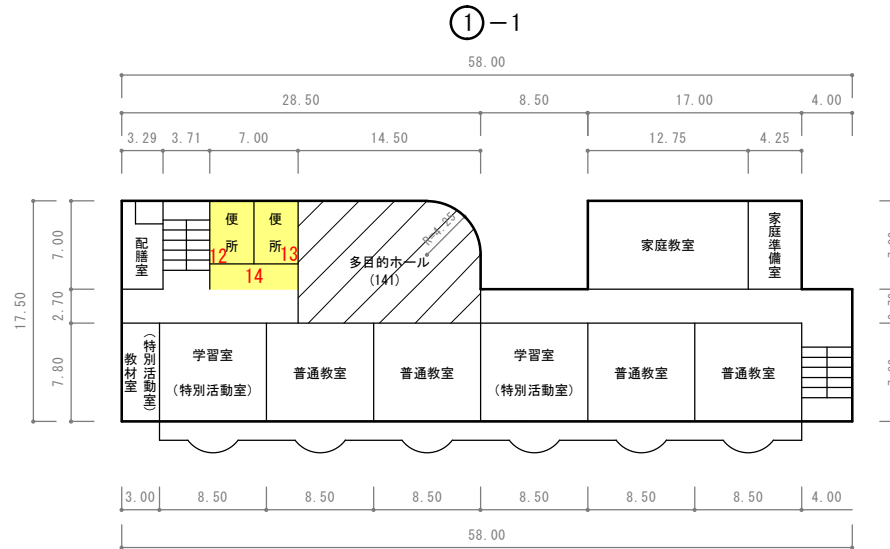 ①-1
58.00
28.50 8.50 17.00 4.00
3.29 3.71 7.00 14.50 12.75 4.25
17.50
7.00
2.70
7.80
配膳室
便所
便所
12
13
14
R=4.25
多目的ホール
(141)
家庭教室
家庭準備室
教材室
(特別活動室)
学習室
(特別活動室)
普通教室
普通教室
学習室
(特別活動室)
普通教室
普通教室
3.00 8.50 8.50 8.50 8.50 8.50 8.50 4.00
58.00